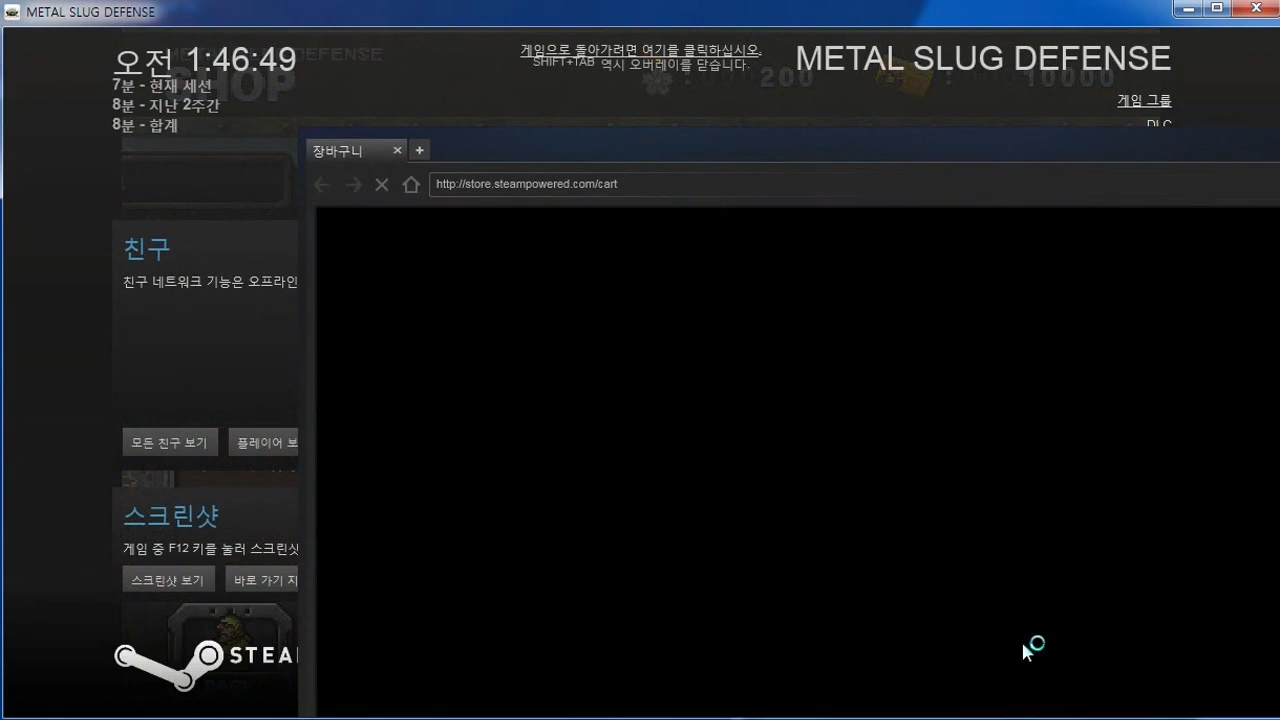 METAL SLUG DEFENSE
오전 1:46:49
7분 - 현재 세션
8분 - 지난 2주간
8분 - 합계
게임으로 돌아가려면 여기를 클릭하십시오.
SHIFT+TAB 역시 오버레이를 닫습니다.
METAL SLUG DEFENSE
게임 그룹
DLC
DEFENSE
SHOP
200
10000
장바구니
http://store.steampowered.com/cart
친구
친구 네트워크 기능은 오프라인
모든 친구 보기
플레이어 보
스크린샷
게임 중 F12 키를 눌러 스크린샷
스크린샷 보기
바로 가기 지
STEA